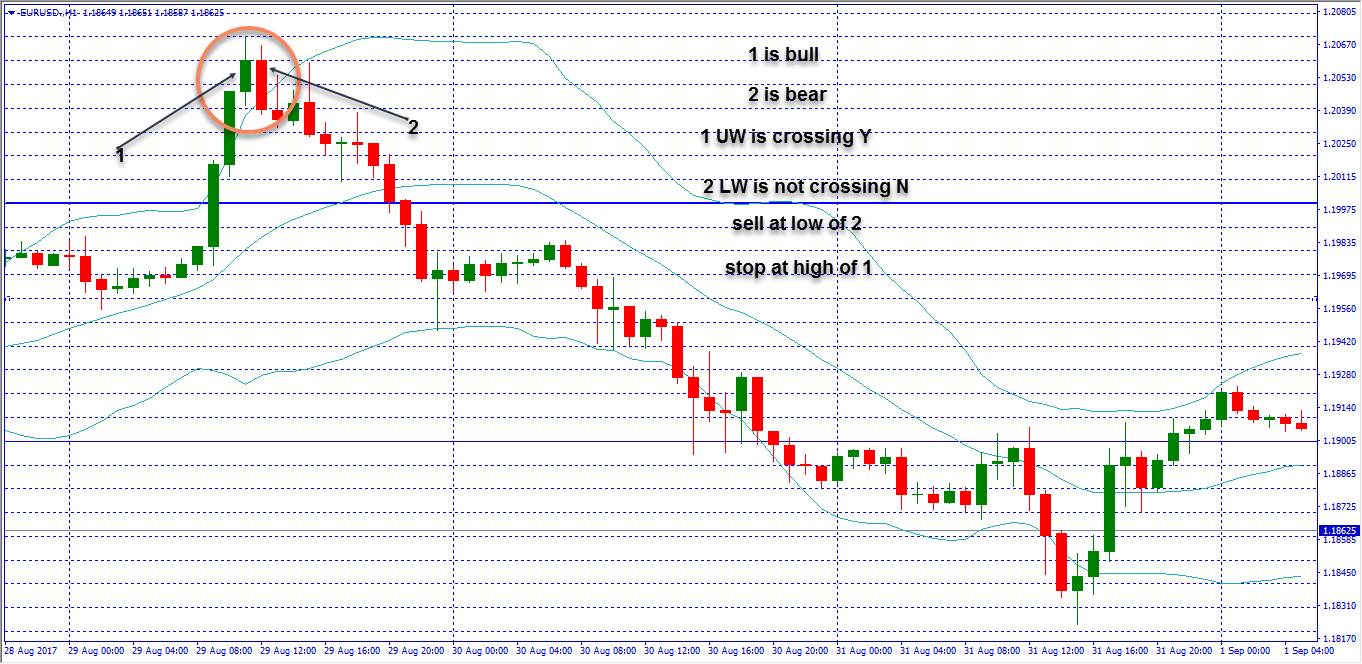 EURUSD.,H1 1.18649 1.18651 1.18587 1.18625
1.20805
1.20670
1.20530
1.20390
1.20250
1.20115
1.19975
1.19835
1.19695
1.19560
1.19420
1.19280
1.19140
1.19005
1.18865
1.18725
1.18625
1.18585
1.18450
1.18310
1.18170
1 is bull
2 is bear
1 UW is crossing Y
2 LW is not crossing N
sell at low of 2
stop at high of 1
1
2
28 Aug 2017 29 Aug 00:00 29 Aug 04:00 29 Aug 08:00 29 Aug 12:00 29 Aug 16:00 29 Aug 20:00 30 Aug 00:00 30 Aug 04:00 30 Aug 08:00 30 Aug 12:00 30 Aug 16:00 30 Aug 20:00 31 Aug 00:00 31 Aug 04:00 31 Aug 08:00 31 Aug 12:00 31 Aug 16:00 31 Aug 20:00 1 Sep 00:00 1 Sep 04:00